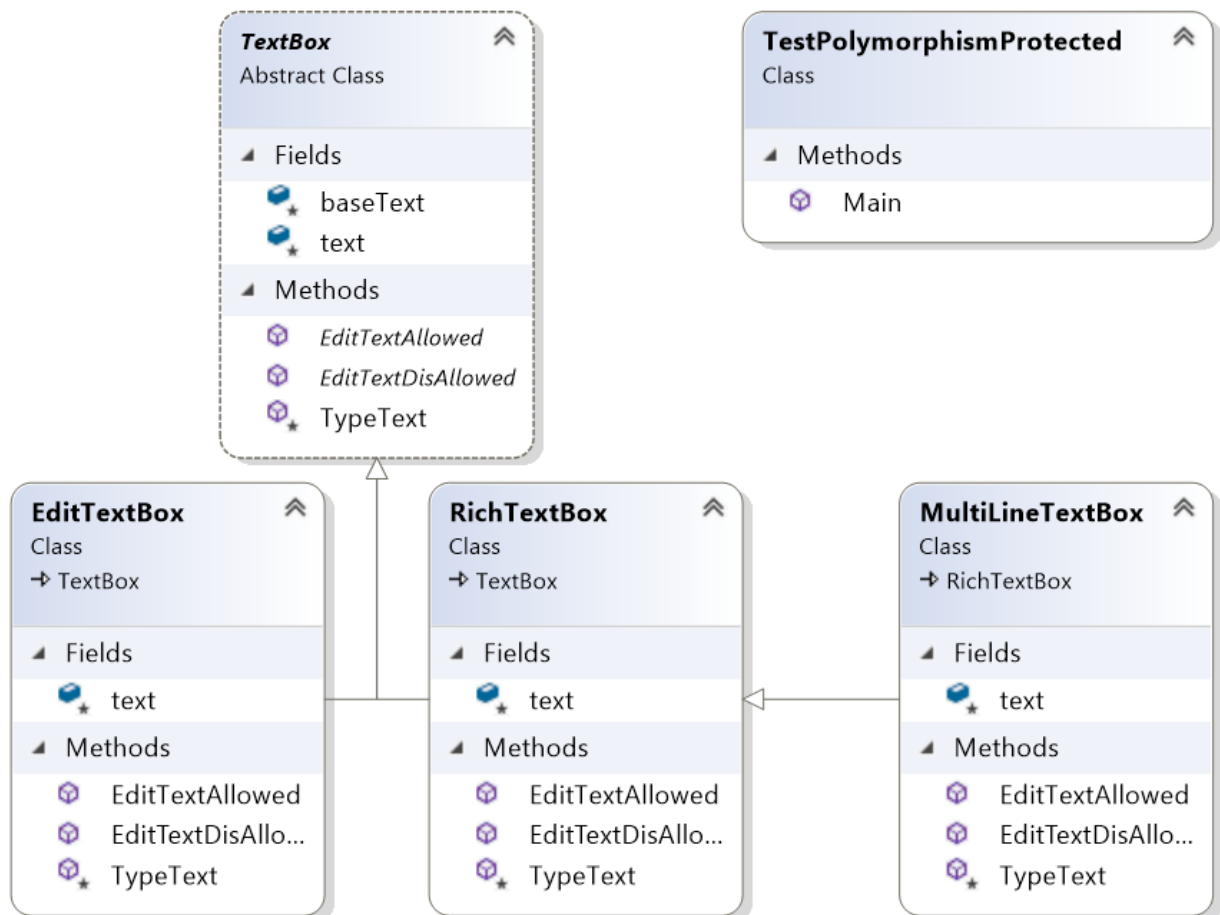 TextBox
Abstract Class
Fields
baseText
text
Methods
EditTextAllowed
EditTextDisAllowed
TypeText
TestPolymorphismProtected
Class
Methods
Main
EditTextBox
Class
TextBox
Fields
text
Methods
EditTextAllowed
EditTextDisAllo...
TypeText
RichTextBox
Class
TextBox
Fields
text
Methods
EditTextAllowed
EditTextDisAllo...
TypeText
MultiLineTextBox
Class
RichTextBox
Fields
text
Methods
EditTextAllowed
EditTextDisAllo...
TypeText